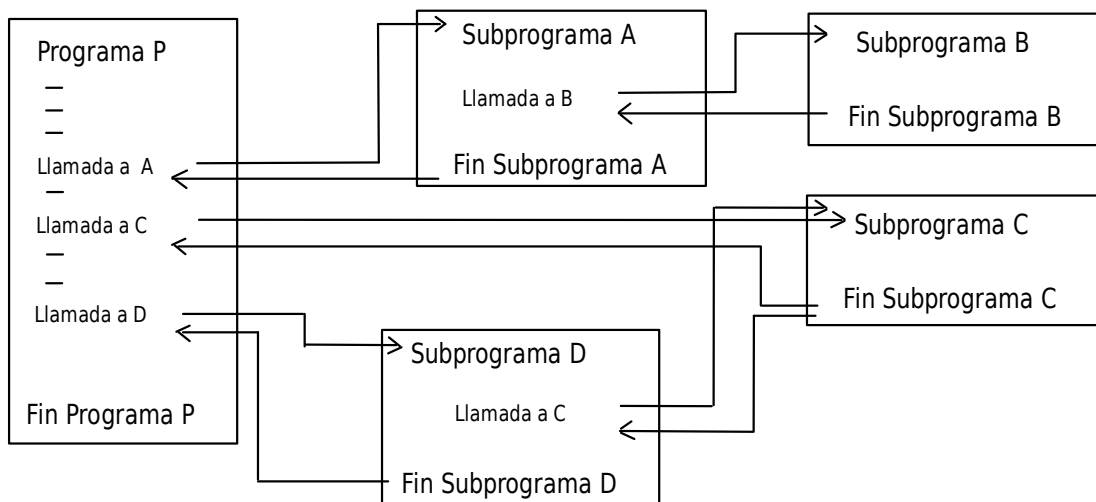 Programa P
Llamada a A
Llamada a C
Llamada a D
Fin Programa P
Subprograma A
Llamada a B
Fin Subprograma A
Subprograma B
Fin Subprograma B
Subprograma C
Fin Subprograma C
Subprograma D
Llamada a C
Fin Subprograma D